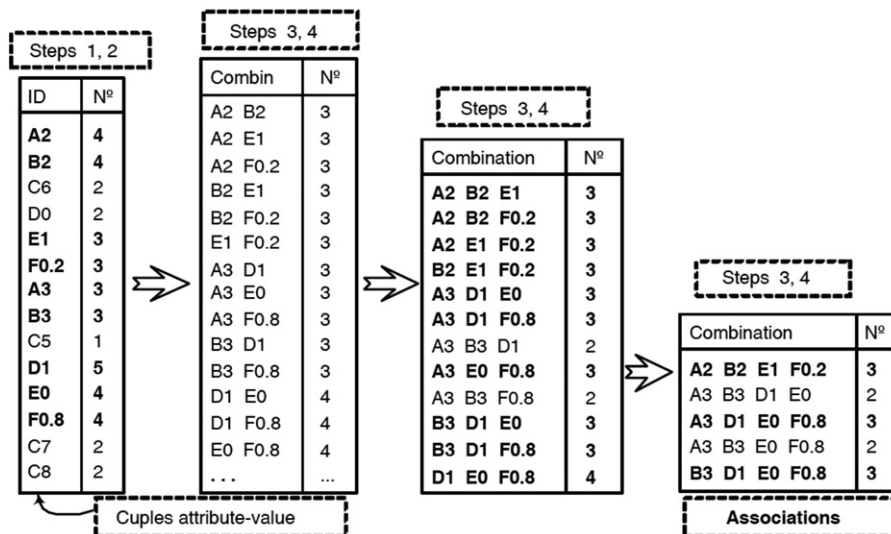 Steps 1, 2
ID Nº
A2 4
B2 4
C6 2
D0 2
E1 3
F0.2 3
A3 3
B3 3
C5 1
D1 5
E0 4
F0.8 4
C7 2
C8 2
Steps 3, 4
Combin Nº
A2 B2 3
A2 E1 3
A2 F0.2 3
B2 E1 3
B2 F0.2 3
E1 F0.2 3
A3 D1 3
A3 E0 3
A3 F0.8 3
B3 D1 3
B3 F0.8 3
D1 E0 4
D1 F0.8 4
E0 F0.8 4
... ...
Cuples attribute-value
Steps 3, 4
Combination Nº
A2 B2 E1 3
A2 B2 F0.2 3
A2 E1 F0.2 3
B2 E1 F0.2 3
A3 D1 E0 3
A3 D1 F0.8 3
A3 B3 D1 2
A3 E0 F0.8 3
A3 B3 F0.8 2
B3 D1 E0 3
B3 D1 F0.8 3
D1 E0 F0.8 4
Steps 3, 4
Combination Nº
A2 B2 E1 F0.2 3
A3 B3 D1 E0 2
A3 D1 E0 F0.8 3
A3 B3 E0 F0.8 2
B3 D1 E0 F0.8 3
Associations